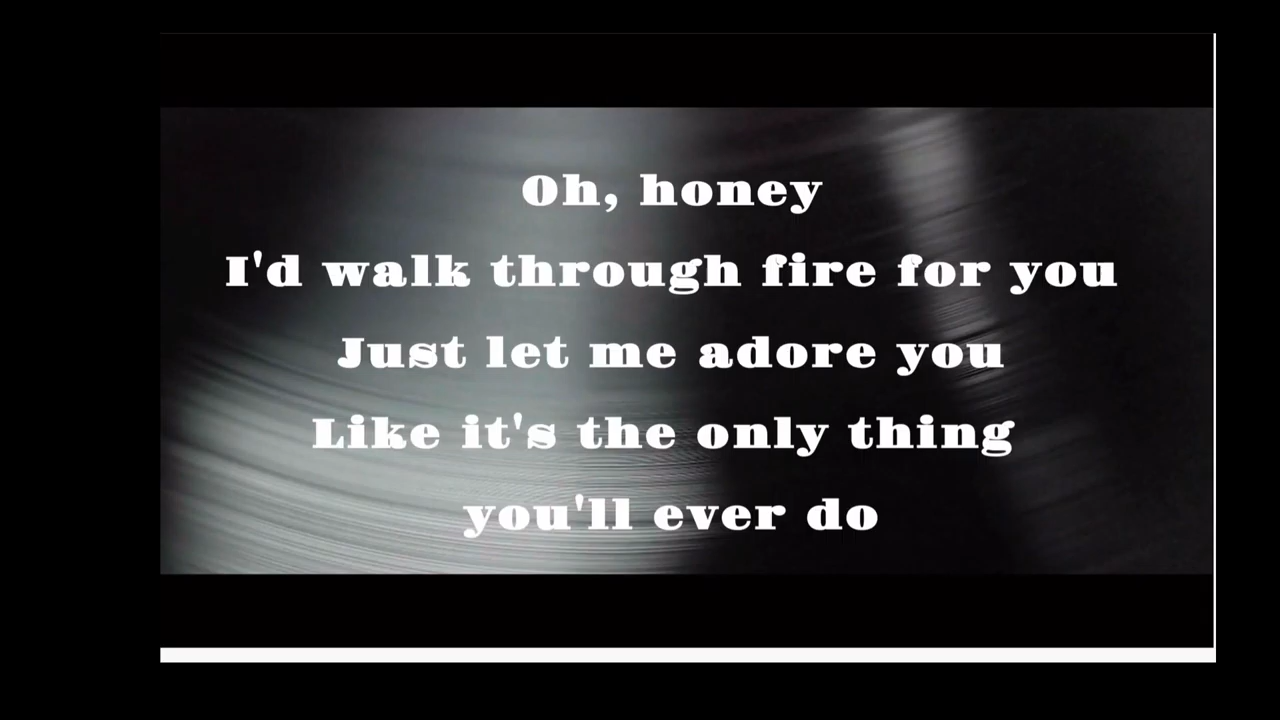 Oh, honey
I'd walk through fire for you
Just let me adore you
Like it's the only thing
you'll ever do